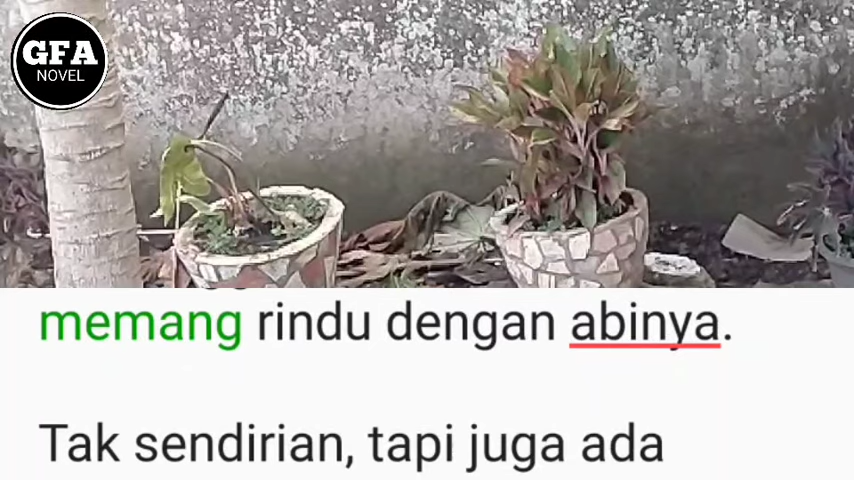 GFA
NOVEL
memang rindu dengan abinya.
Tak sendirian, tapi juga ada